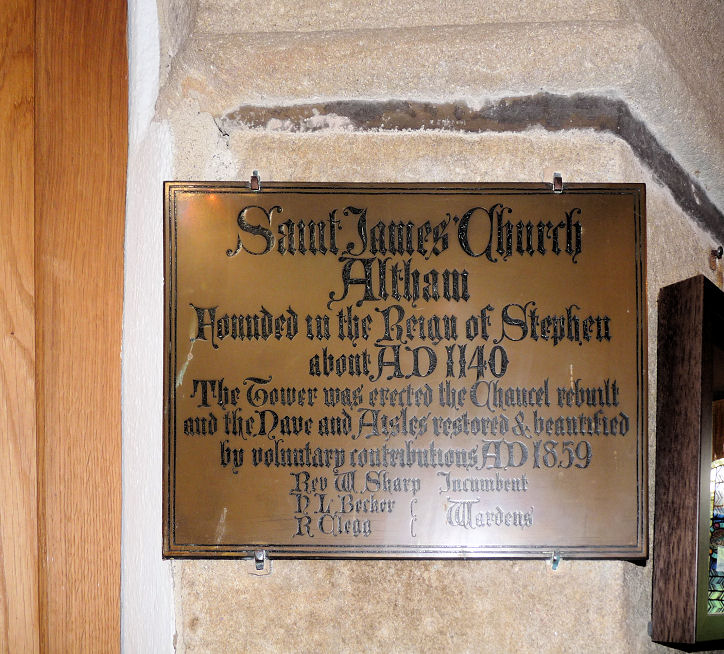 Saint James' Church
Altham
Founded in the Reign of Stephen
about AD 1140
The Tower was erected the Chancel rebuilt
and the Nave and Aisles restored & beautified
by voluntary contributions AD 1859
Rev W. Sharp Incumbent
H L Becker
R Clegg { Wardens